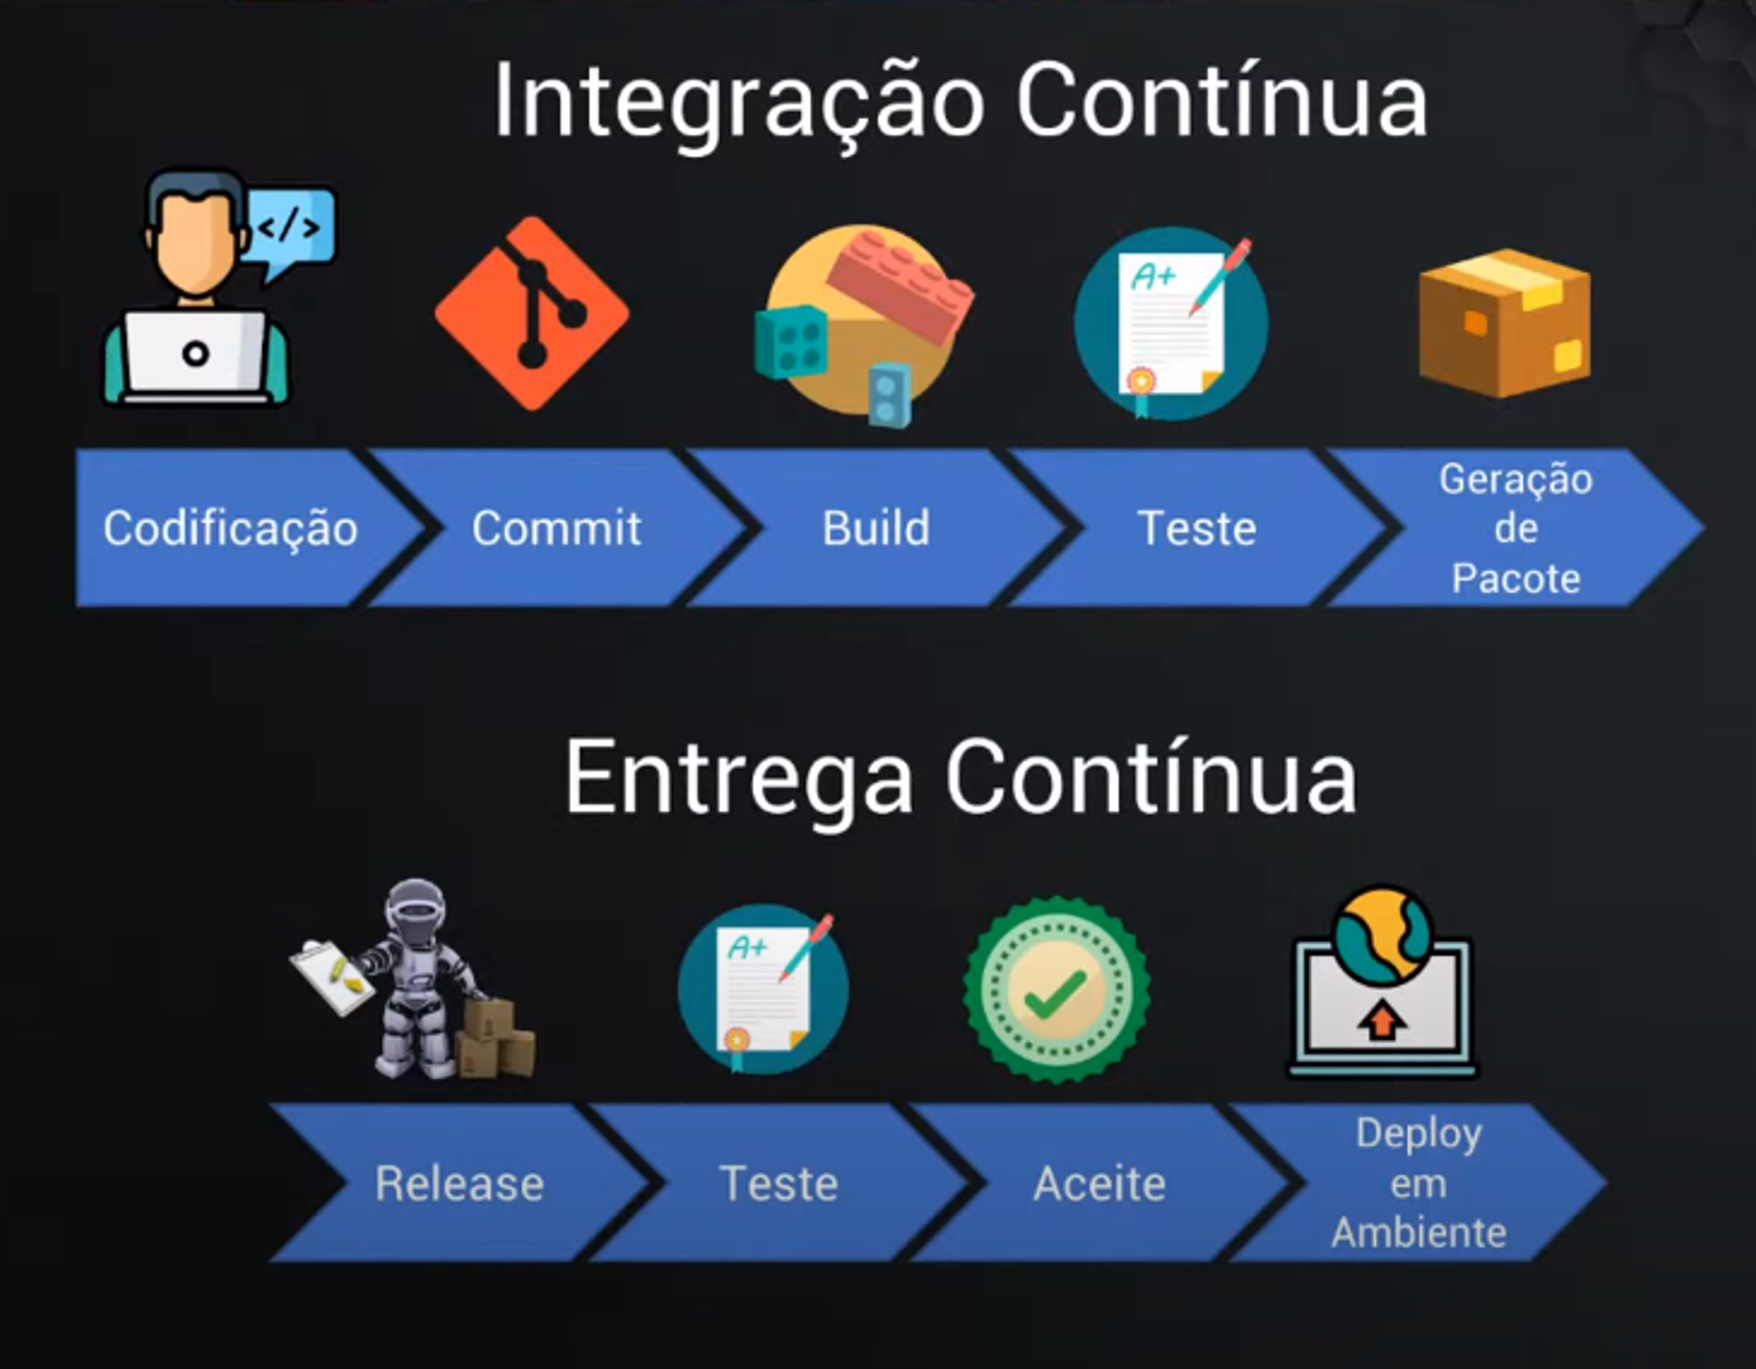 Integração Contínua
</>
A+
Codificação
Commit
Build
Teste
Geração
de
Pacote
Entrega Contínua
A+
Release
Teste
Aceite
Deploy
em
Ambiente